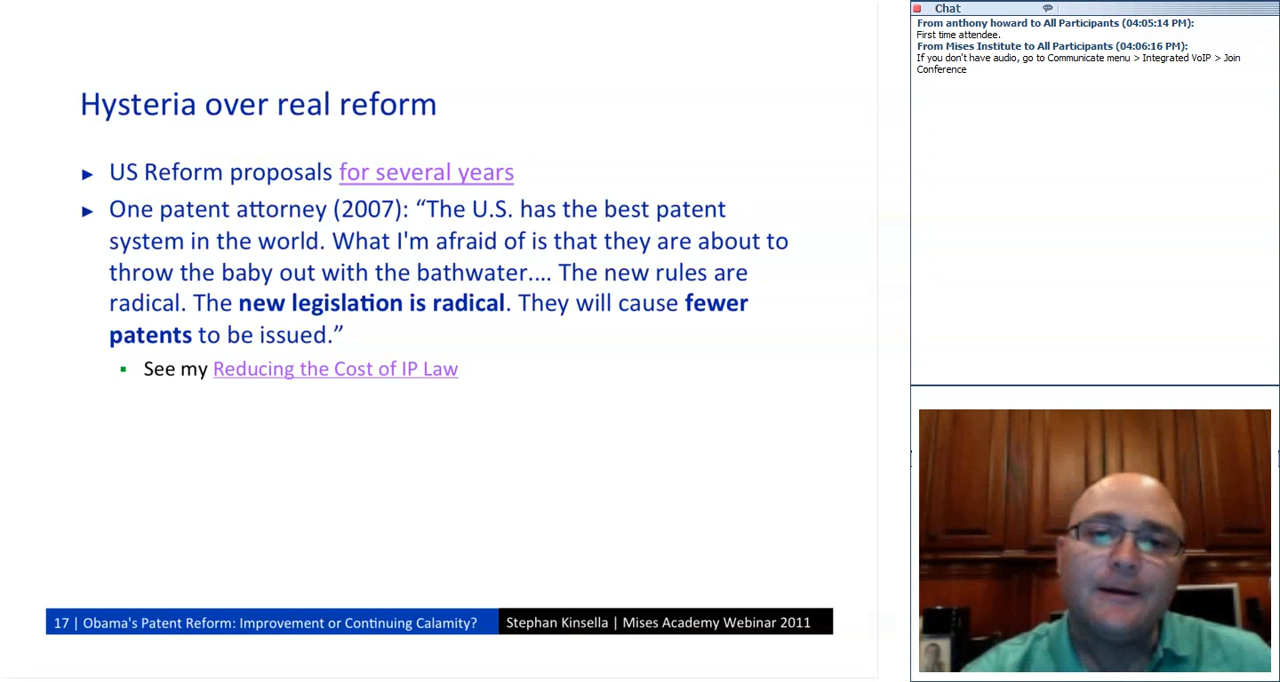 Hysteria over real reform
► US Reform proposals for several years
► One patent attorney (2007): “The U.S. has the best patent
system in the world. What I'm afraid of is that they are about to
throw the baby out with the bathwater.... The new rules are
radical. The new legislation is radical. They will cause fewer
patents to be issued.”
▪ See my Reducing the Cost of IP Law
17 | Obama's Patent Reform: Improvement or Continuing Calamity?
Stephan Kinsella | Mises Academy Webinar 2011
Chat
From anthony howard to All Participants (04:05:14 PM):
First time attendee.
From Mises Institute to All Participants (04:06:16 PM):
If you don't have audio, go to Communicate menu > Integrated VoIP > Join
Conference